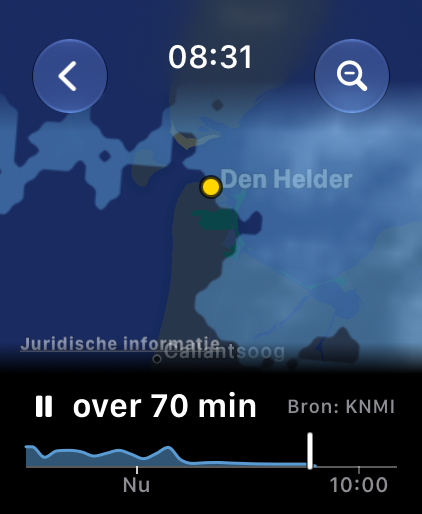 08:31
Den Helder
Juridische informatie
Callantsoog
over 70 min
Bron: KNMI
Nu
10:00